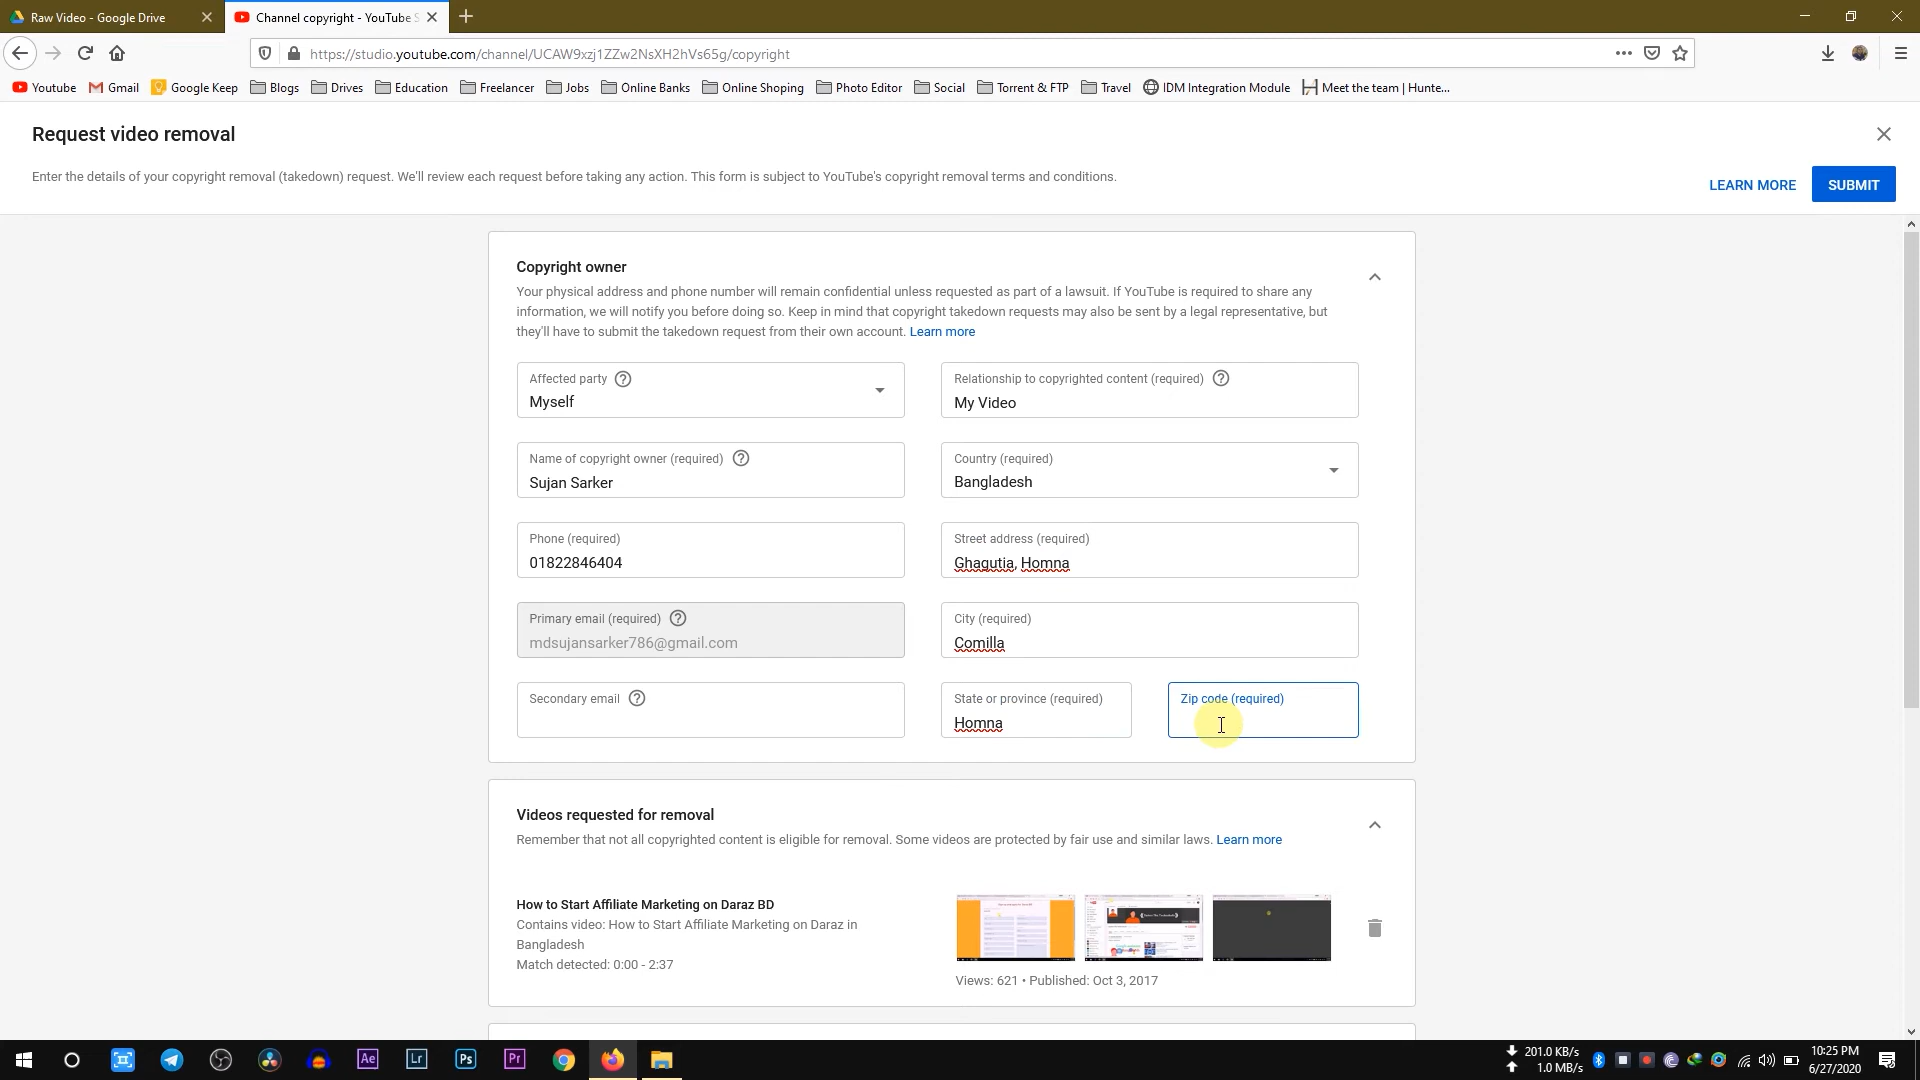 Raw Video - Google Drive
Channel copyright - YouTube S
https://studio.youtube.com/channel/UCAW9xzj1ZZw2NsXH2hVs65g/copyright
Youtube Gmail Google Keep Blogs Drives Education Freelancer Jobs Online Banks Online Shoping Photo Editor Social Torrent & FTP Travel IDM Integration Module Meet the team | Hunte...
Request video removal
Enter the details of your copyright removal (takedown) request. We'll review each request before taking any action. This form is subject to YouTube's copyright removal terms and conditions.
LEARN MORE SUBMIT
Copyright owner
Your physical address and phone number will remain confidential unless requested as part of a lawsuit. If YouTube is required to share any
information, we will notify you before doing so. Keep in mind that copyright takedown requests may also be sent by a legal representative, but
they'll have to submit the takedown request from their own account. Learn more
Affected party
Myself
Relationship to copyrighted content (required)
My Video
Name of copyright owner (required)
Sujan Sarker
Country (required)
Bangladesh
Phone (required)
01822846404
Street address (required)
Ghagutia, Homna
Primary email (required)
mdsujansarker786@gmail.com
City (required)
Comilla
Secondary email
State or province (required)
Homna
Zip code (required)
Videos requested for removal
Remember that not all copyrighted content is eligible for removal. Some videos are protected by fair use and similar laws. Learn more
How to Start Affiliate Marketing on Daraz BD
Contains video: How to Start Affiliate Marketing on Daraz in
Bangladesh
Match detected: 0:00 - 2:37
Views: 621 • Published: Oct 3, 2017
Ae Lr Ps Pr
201.0 KB/s
1.0 MB/s
10:25 PM
6/27/2020